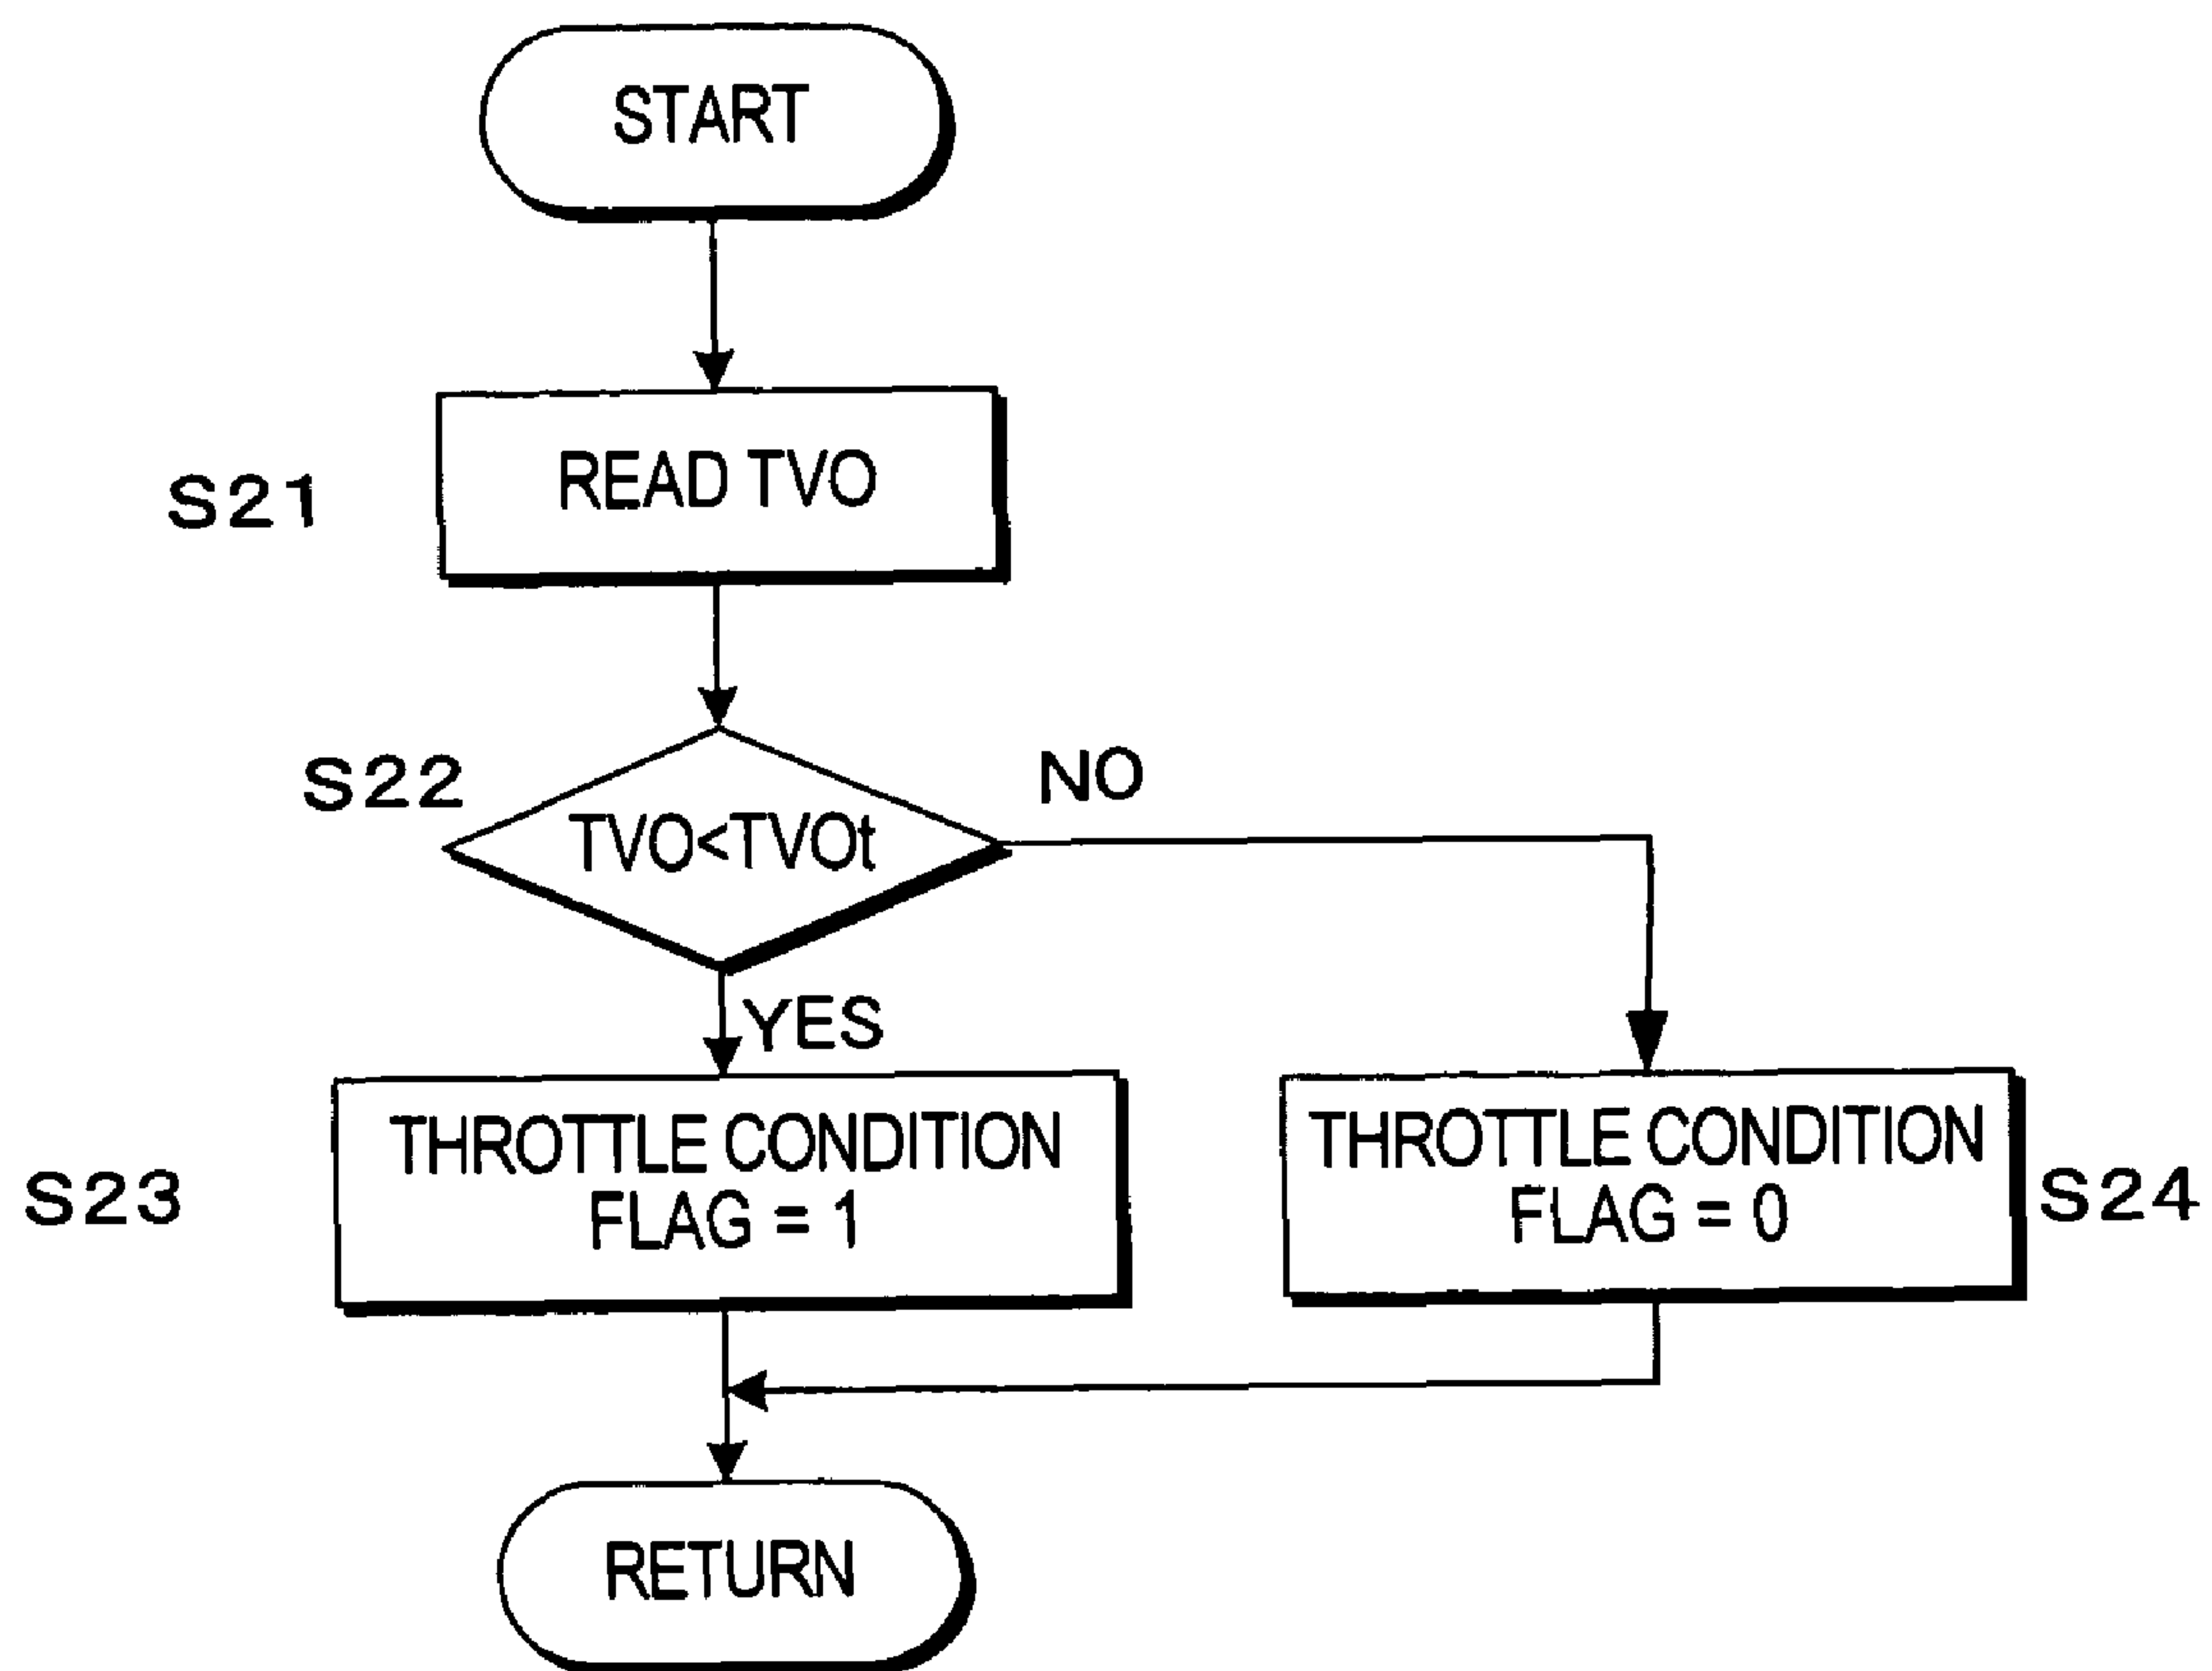 START
S21
READ TVO
S22
NO
TVO<TVOt
YES
S23
THROTTLE CONDITION
FLAG = 1
THROTTLE CONDITION
FLAG = 0
S24
RETURN